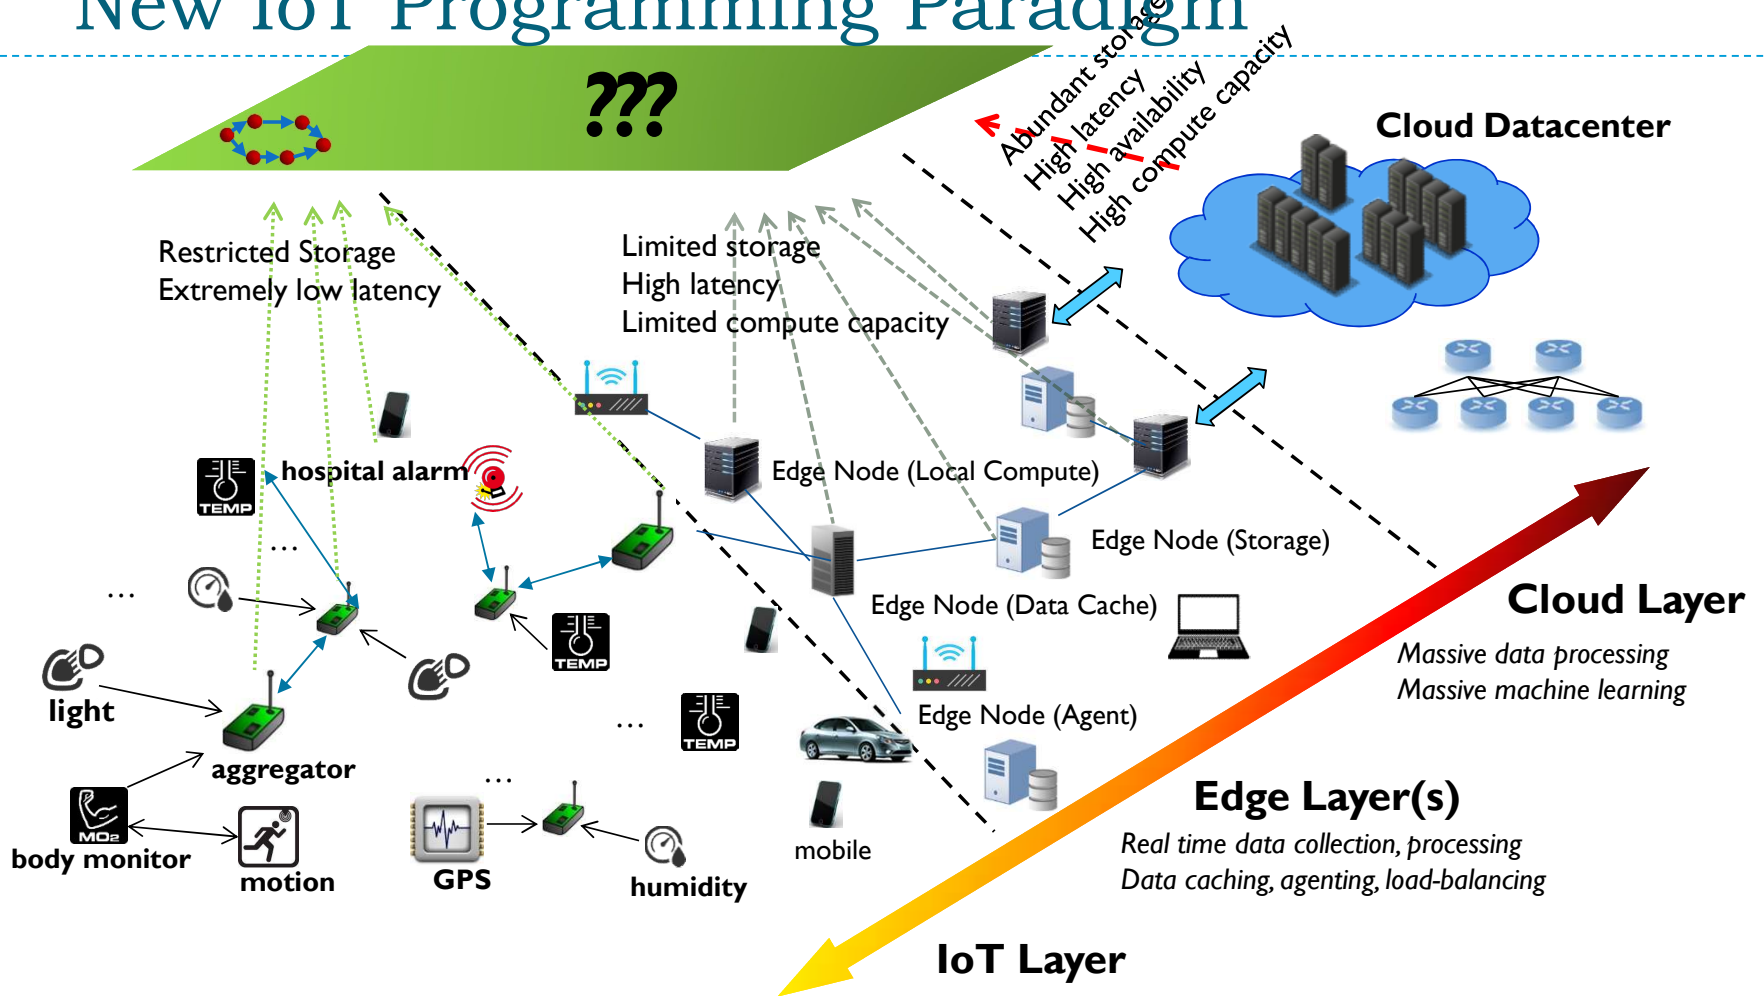 New IoT Programming Paradigm
???
Abundant storage
High latency
High availability
High compute capacity
Cloud Datacenter
Restricted Storage
Extremely low latency
Limited storage
High latency
Limited compute capacity
TEMP
hospital alarm
Edge Node (Local Compute)
...
Edge Node (Storage)
...
Edge Node (Data Cache)
Cloud Layer
Massive data processing
Massive machine learning
TEMP
light
...
TEMP
Edge Node (Agent)
aggregator
...
MO2
body monitor
motion
GPS
humidity
mobile
Edge Layer(s)
Real time data collection, processing
Data caching, agenting, load-balancing
IoT Layer